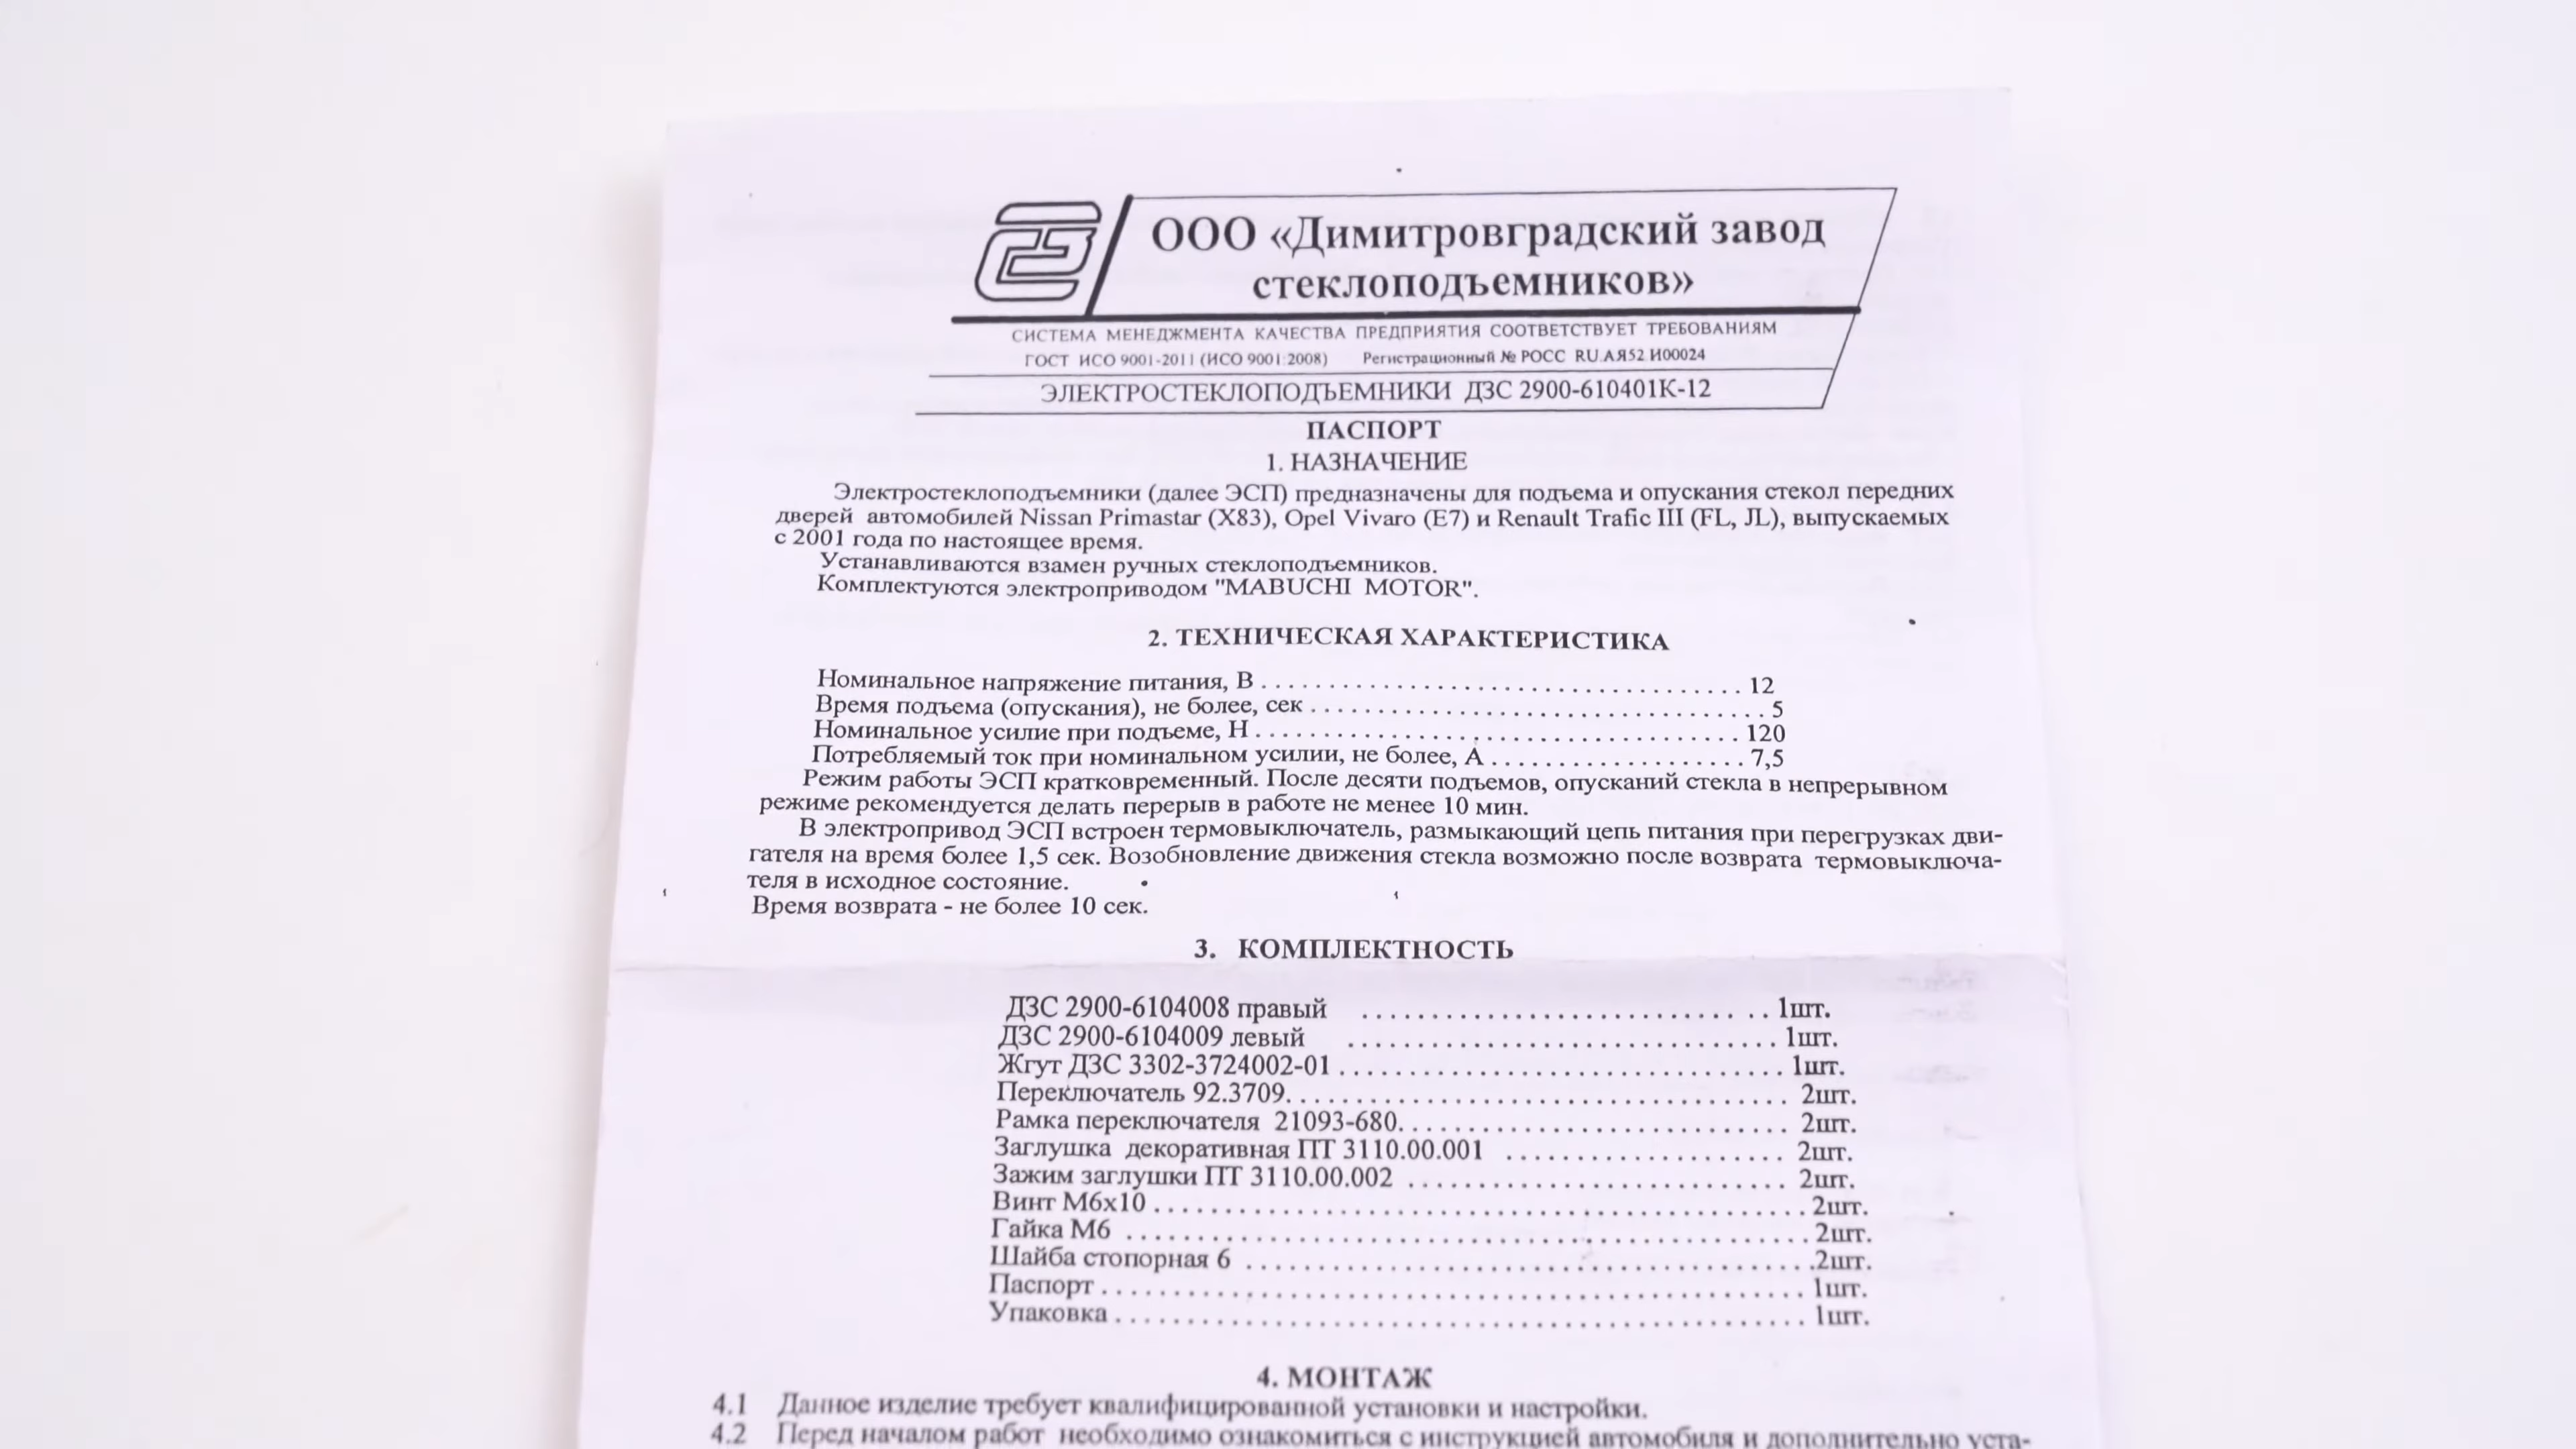 ООО «Димитровградский завод
стеклоподъемников»
СИСТЕМА МЕНЕДЖМЕНТА КАЧЕСТВА ПРЕДПРИЯТИЯ СООТВЕТСТВУЕТ ТРЕБОВАНИЯМ
ГОСТ ИСО 9001-2011 (ИСО 9001:2008) Регистрационный № РОСС RU.АЯ52.И00024
ЭЛЕКТРОСТЕКЛОПОДЪЕМНИКИ ДЗС 2900-610401К-12
ПАСПОРТ
1. НАЗНАЧЕНИЕ
Электростеклоподъемники (далее ЭСП) предназначены для подъема и опускания стекол передних
дверей автомобилей Nissan Primastar (X83), Opel Vivaro (E7) и Renault Trafic III (FL, JL), выпускаемых
с 2001 года по настоящее время.
Устанавливаются взамен ручных стеклоподъемников.
Комплектуются электроприводом "MABUCHI MOTOR".
2. ТЕХНИЧЕСКАЯ ХАРАКТЕРИСТИКА
Номинальное напряжение питания, В . . . . . . . . . . . . . . . . . . . . 12
Время подъема (опускания), не более, сек . . . . . . . . . . . . . . . . . . . . 5
Номинальное усилие при подъеме, Н . . . . . . . . . . . . . . . . . . . . 120
Потребляемый ток при номинальном усилии, не более, А . . . . . . . . . . . . . . . . . . . 7,5
Режим работы ЭСП кратковременный. После десяти подъемов, опусканий стекла в непрерывном
режиме рекомендуется делать перерыв в работе не менее 10 мин.
В электропривод ЭСП встроен термовыключатель, размыкающий цепь питания при перегрузках дви-
гателя на время более 1,5 сек. Возобновление движения стекла возможно после возврата термовыключа-
теля в исходное состояние.
Время возврата - не более 10 сек.
3. КОМПЛЕКТНОСТЬ
ДЗС 2900-6104008 правый . . . . . . . . . . . . . . . . . . . . 1шт.
ДЗС 2900-6104009 левый . . . . . . . . . . . . . . . . . . . . 1шт.
Жгут ДЗС 3302-3724002-01 . . . . . . . . . . . . . . . . . . . . 1шт.
Переключатель 92.3709. . . . . . . . . . . . . . . . . . . . 2шт.
Рамка переключателя 21093-680. . . . . . . . . . . . . . . . . . . . 2шт.
Заглушка декоративная ПТ 3110.00.001 . . . . . . . . . . . . . . . . . . . . 2шт.
Зажим заглушки ПТ 3110.00.002 . . . . . . . . . . . . . . . . . . . . 2шт.
Винт М6х10 . . . . . . . . . . . . . . . . . . . . 2шт.
Гайка М6 . . . . . . . . . . . . . . . . . . . . 2шт.
Шайба стопорная 6 . . . . . . . . . . . . . . . . . . . . 2шт.
Паспорт . . . . . . . . . . . . . . . . . . . . 1шт.
Упаковка . . . . . . . . . . . . . . . . . . . . 1шт.
4. МОНТАЖ
4.1 Данное изделие требует квалифицированной установки и настройки.
4.2 Перед началом работ необходимо ознакомиться с инструкцией автомобиля и дополнительно уста-